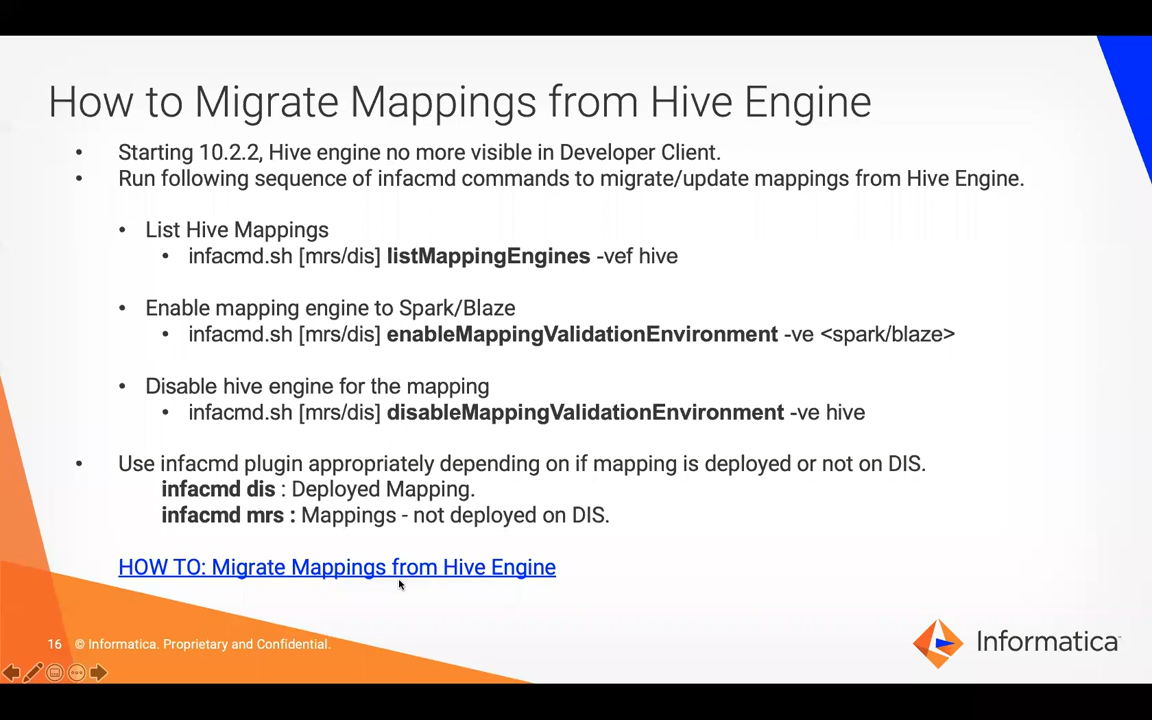 How to Migrate Mappings from Hive Engine
• Starting 10.2.2, Hive engine no more visible in Developer Client.
• Run following sequence of infacmd commands to migrate/update mappings from Hive Engine.
• List Hive Mappings
• infacmd.sh [mrs/dis] listMappingEngines -vef hive
• Enable mapping engine to Spark/Blaze
• infacmd.sh [mrs/dis] enableMappingValidationEnvironment -ve <spark/blaze>
• Disable hive engine for the mapping
• infacmd.sh [mrs/dis] disableMappingValidationEnvironment -ve hive
• Use infacmd plugin appropriately depending on if mapping is deployed or not on DIS.
infacmd dis : Deployed Mapping.
infacmd mrs : Mappings - not deployed on DIS.
HOW TO: Migrate Mappings from Hive Engine
16 © Informatica. Proprietary and Confidential.
Informatica